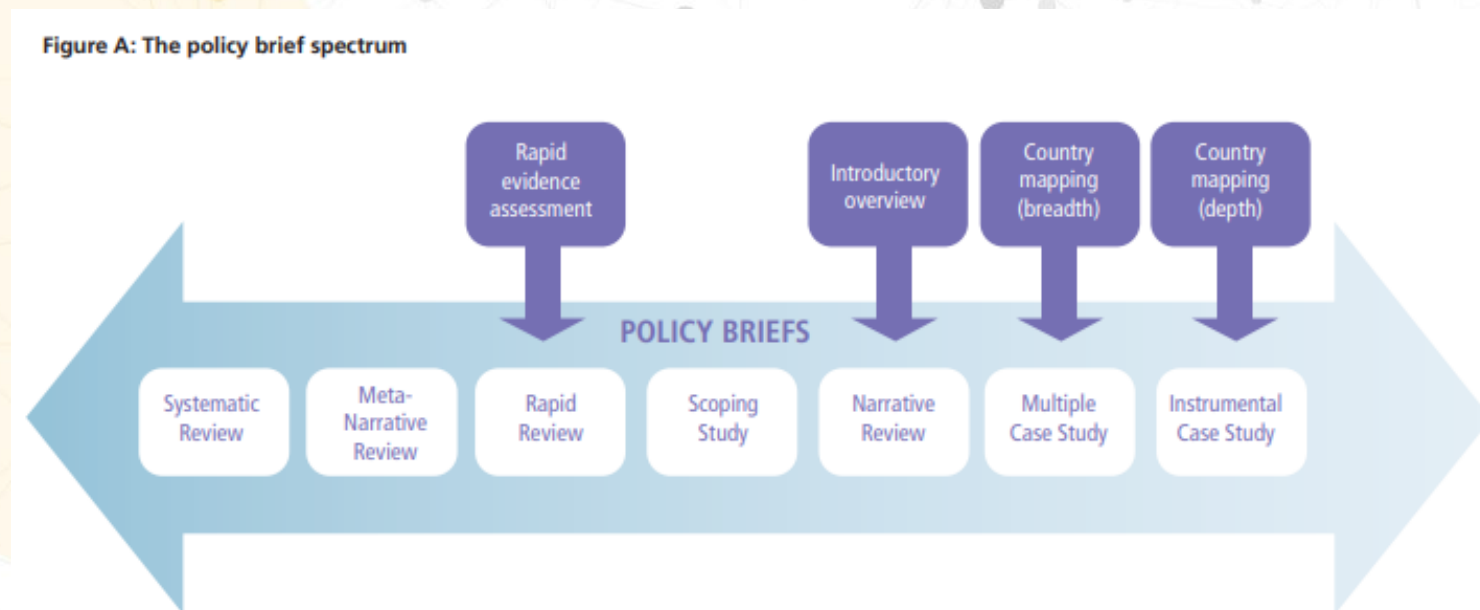 Figure A: The policy brief spectrum
Rapid
evidence
assessment
Introductory
overview
Country
mapping
(breadth)
Country
mapping
(depth)
POLICY BRIEFS
Systematic
Review
Meta-
Narrative
Review
Rapid
Review
Scoping
Study
Narrative
Review
Multiple
Case Study
Instrumental
Case Study